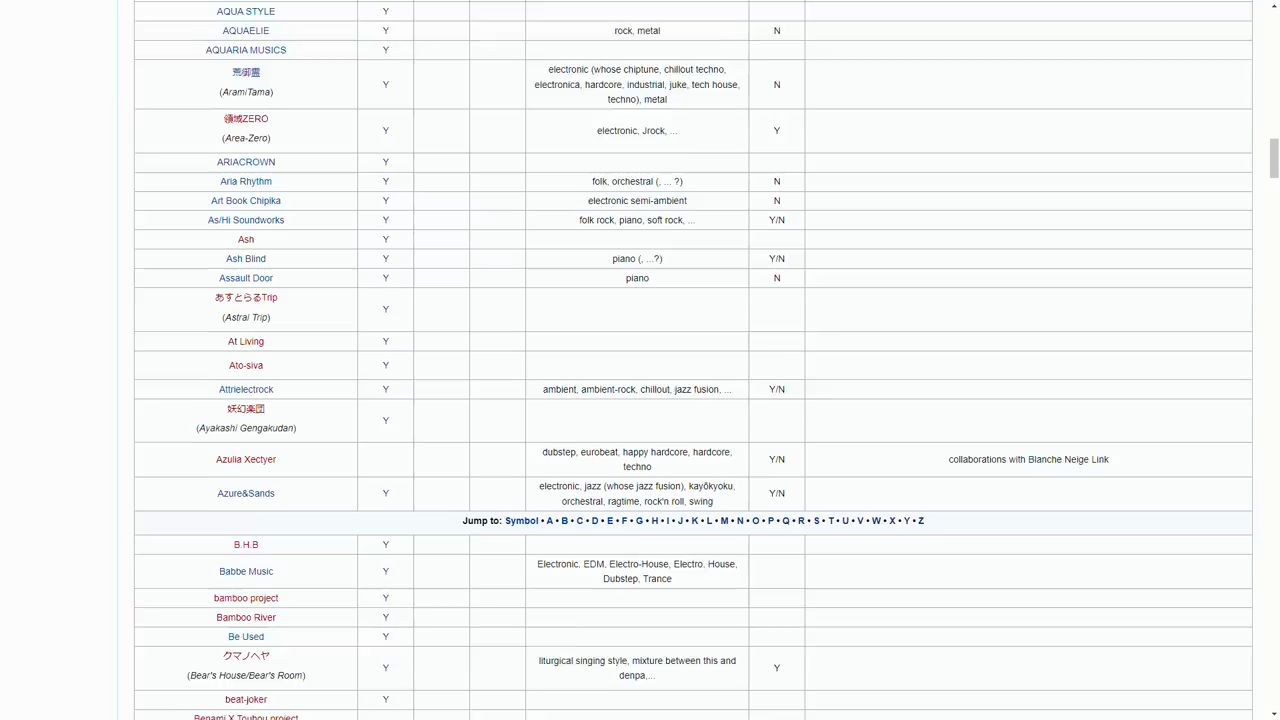 AQUA STYLE Y
AQUAELIE Y rock, metal N
AQUARIA MUSICS Y
荒御霊
(AramiTama)
Y
electronic (whose chiptune, chillout techno,
electronica, hardcore, industrial, juke, tech house,
techno), metal
N
領域ZERO
(Area-Zero)
Y electronic, Jrock, ... Y
ARIACROWN Y
Aria Rhythm Y folk, orchestral (, ... ?) N
Art Book Chipika Y electronic semi-ambient N
As/Hi Soundworks Y folk rock, piano, soft rock, ... Y/N
Ash Y
Ash Blind Y piano (, ...?) Y/N
Assault Door Y piano N
あすとらるTrip
(Astral Trip)
Y
At Living Y
Ato-siva Y
Attrielectrock Y ambient, ambient-rock, chillout, jazz fusion, ... Y/N
妖幻楽団
(Ayakashi Gengakudan)
Y
Azulia Xectyer
dubstep, eurobeat, happy hardcore, hardcore,
techno
Y/N collaborations with Blanche Neige Link
Azure&Sands Y
electronic, jazz (whose jazz fusion), kayôkyoku,
orchestral, ragtime, rock'n roll, swing
Y/N
Jump to: Symbol • A • B • C • D • E • F • G • H • I • J • K • L • M • N • O • P • Q • R • S • T • U • V • W • X • Y • Z
B.H.B Y
Babbe Music Y
Electronic. EDM, Electro-House, Electro, House,
Dubstep, Trance
bamboo project Y
Bamboo River Y
Be Used Y
クマノヘヤ
(Bear's House/Bear's Room)
Y
liturgical singing style, mixture between this and
denpa,...
Y
beat-joker Y
Benami X Touhou project